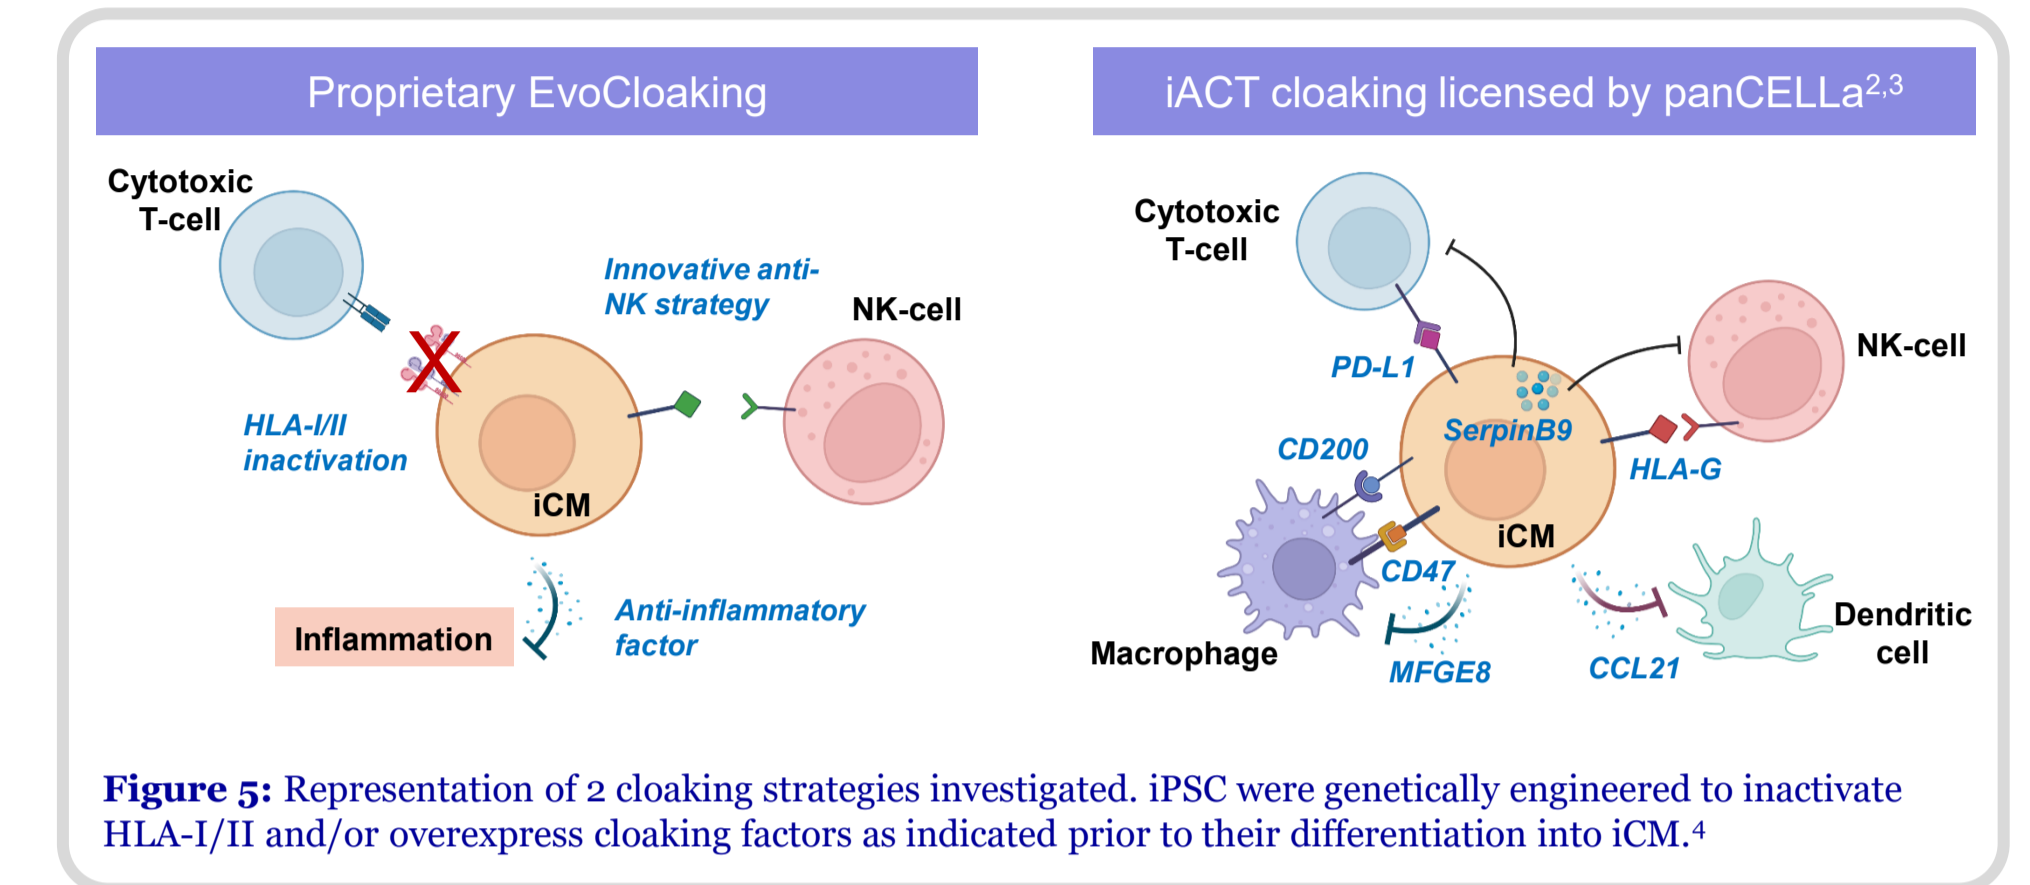 Proprietary EvoCloaking
Cytotoxic
T-cell
Innovative anti-
NK strategy
NK-cell
HLA-I/II
inactivation
iCM
Inflammation
Anti-inflammatory
factor
iACT cloaking licensed by panCELLa2,3
Cytotoxic
T-cell
PD-L1
NK-cell
SerpinB9
CD200
HLA-G
iCM
CD47
Macrophage
MFGE8
CCL21
Dendritic
cell
Figure 5: Representation of 2 cloaking strategies investigated. iPSC were genetically engineered to inactivate
HLA-I/II and/or overexpress cloaking factors as indicated prior to their differentiation into iCM.4